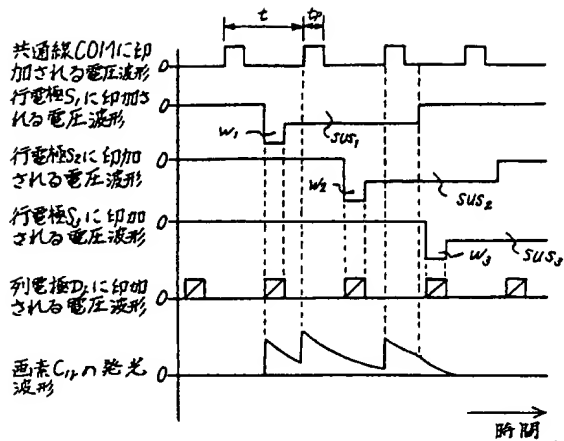 t tp
共通線COMに印
加される電圧波形 0
行電極S1に印加さ 0
れる電圧波形
w1 sus1
行電極S2に印加 0
される電圧波形
w2 sus2
行電極S3に印加 0
される電圧波形
w3 sus3
列電極D1に印加
される電圧波形 0
画素C11の発光 0
波形
時間